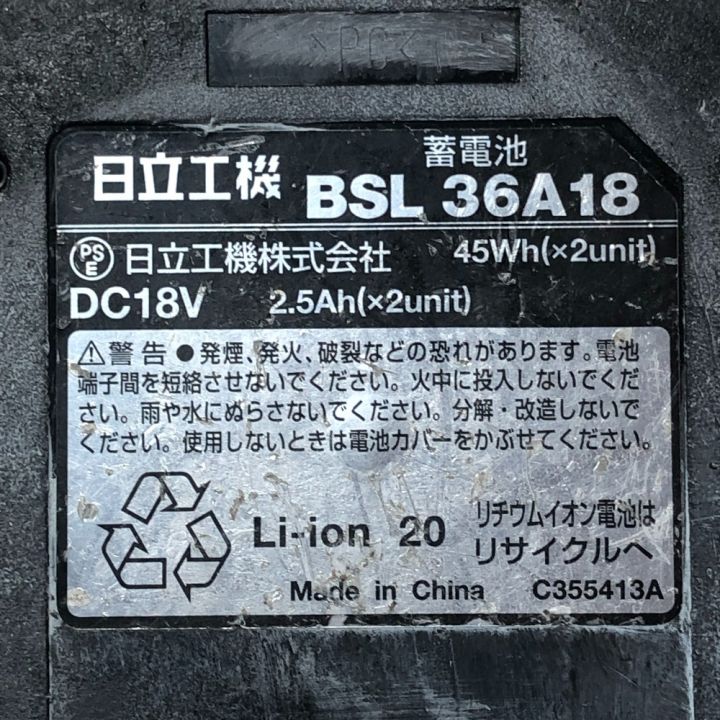 >PC<
蓄電池
日立工機 BSL 36A18
PSE 日立工機株式会社 45Wh(×2unit)
DC18V 2.5Ah(×2unit)
⚠警告 ●発煙、発火、破裂などの恐れがあります。電池
端子間を短絡させないでください。火中に投入しないでくだ
さい。雨や水にぬらさないでください。分解・改造しないで
ください。使用しないときは電池カバーをかぶせてください。
Li-ion 20 リチウムイオン電池は
リサイクルへ
Made in China C355413A